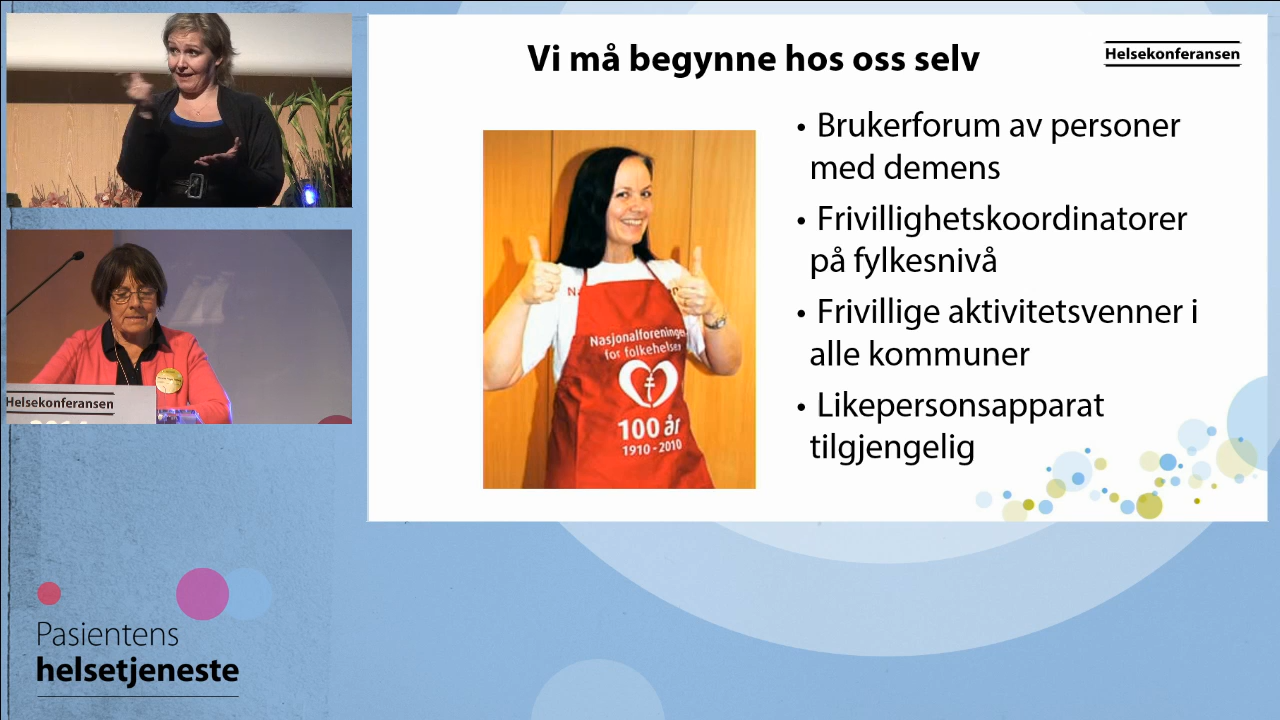 Vi må begynne hos oss selv
Helsekonferansen
• Brukerforum av personer
med demens
• Frivillighetskoordinatorer
på fylkesnivå
• Frivillige aktivitetsvenner i
alle kommuner
• Likepersonsapparat
tilgjengelig
Nasjonalforeningen
for folkehelsen
100 år
1910-2010
Helsekonferansen
2014
Pasientens
helsetjeneste